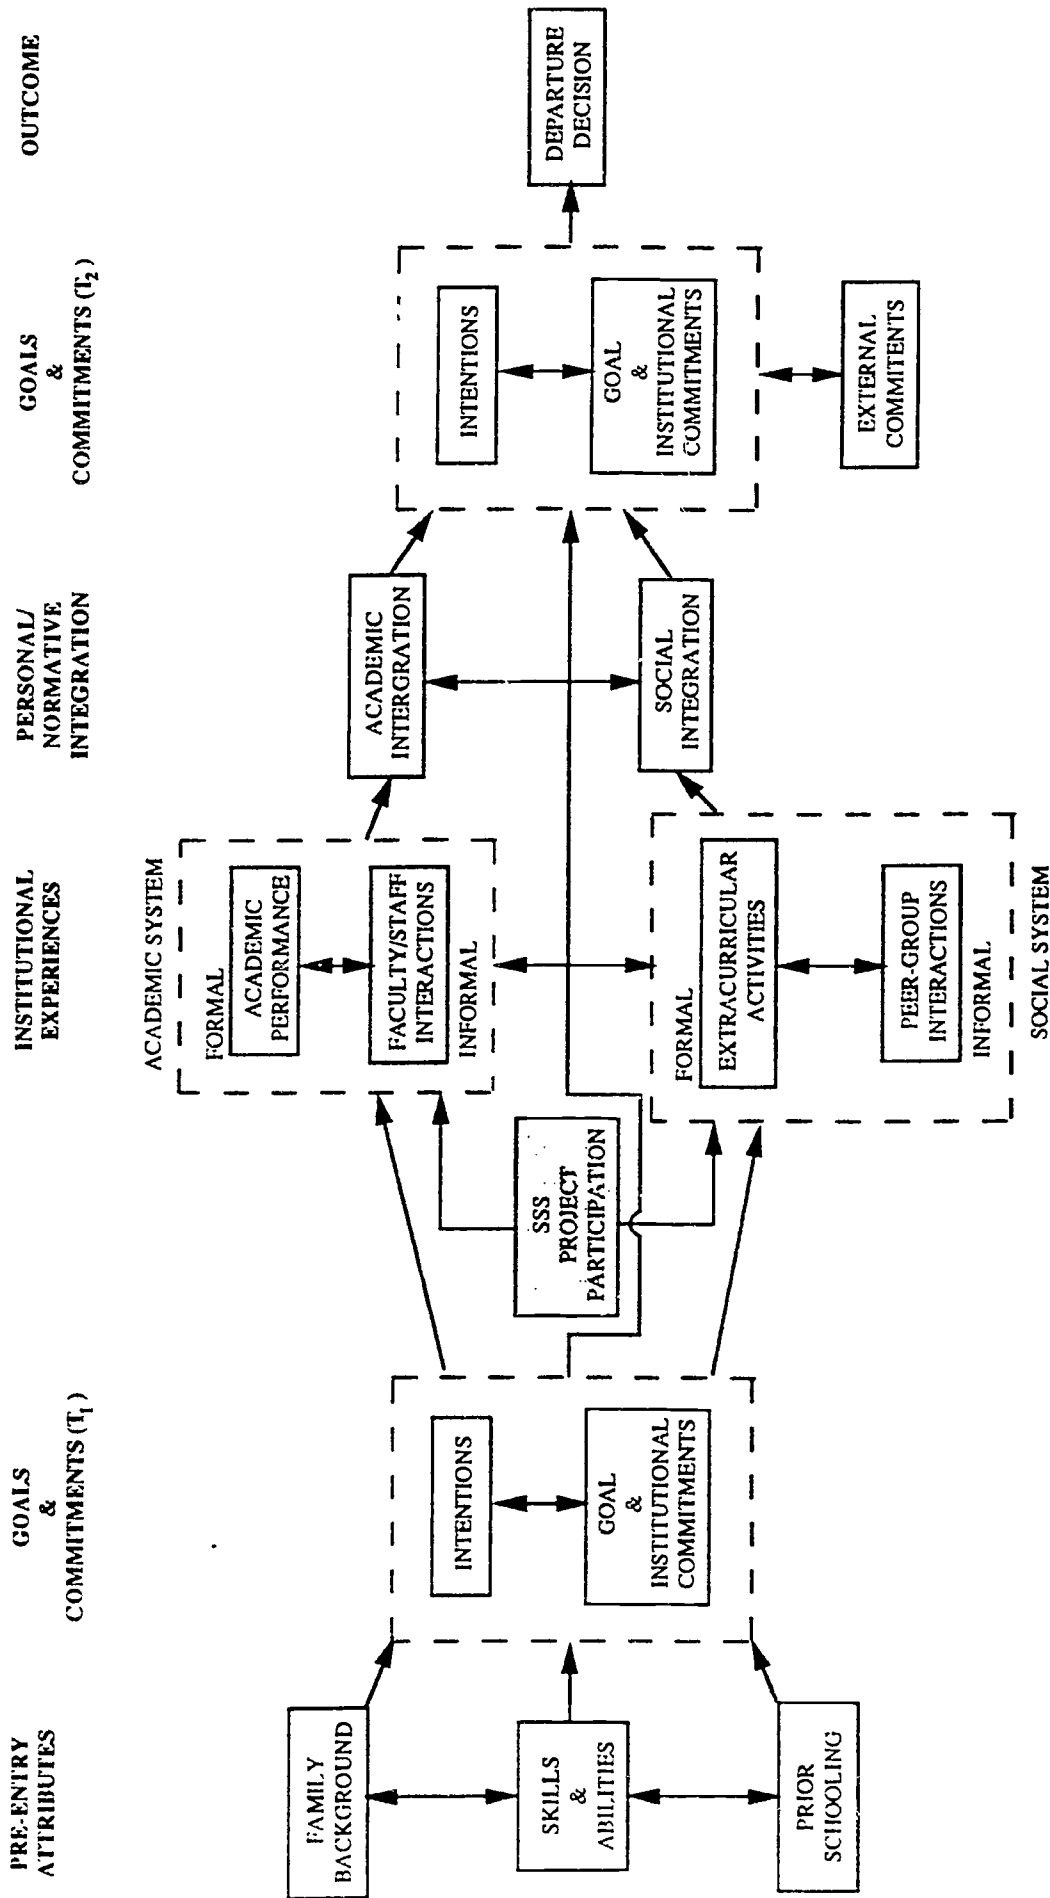 PRE-ENTRY
ATTRIBUTES
GOALS
&
COMMITMENTS (T1)
INSTITUTIONAL
EXPERIENCES
PERSONAL/
NORMATIVE
INTEGRATION
GOALS
&
COMMITMENTS (T2)
OUTCOME
FAMILY
BACKGROUND
SKILLS
&
ABILITIES
PRIOR
SCHOOLING
INTENTIONS
GOAL
&
INSTITUTIONAL
COMMITMENTS
SSS
PROJECT
PARTICIPATION
ACADEMIC SYSTEM
FORMAL
ACADEMIC
PERFORMANCE
FACULTY/STAFF
INTERACTIONS
INFORMAL
FORMAL
EXTRACURRICULAR
ACTIVITIES
PEER-GROUP
INTERACTIONS
INFORMAL
SOCIAL SYSTEM
ACADEMIC
INTERGRATION
SOCIAL
INTEGRATION
INTENTIONS
GOAL
&
INSTITUTIONAL
COMMITMENTS
EXTERNAL
COMMITENTS
DEPARTURE
DECISION